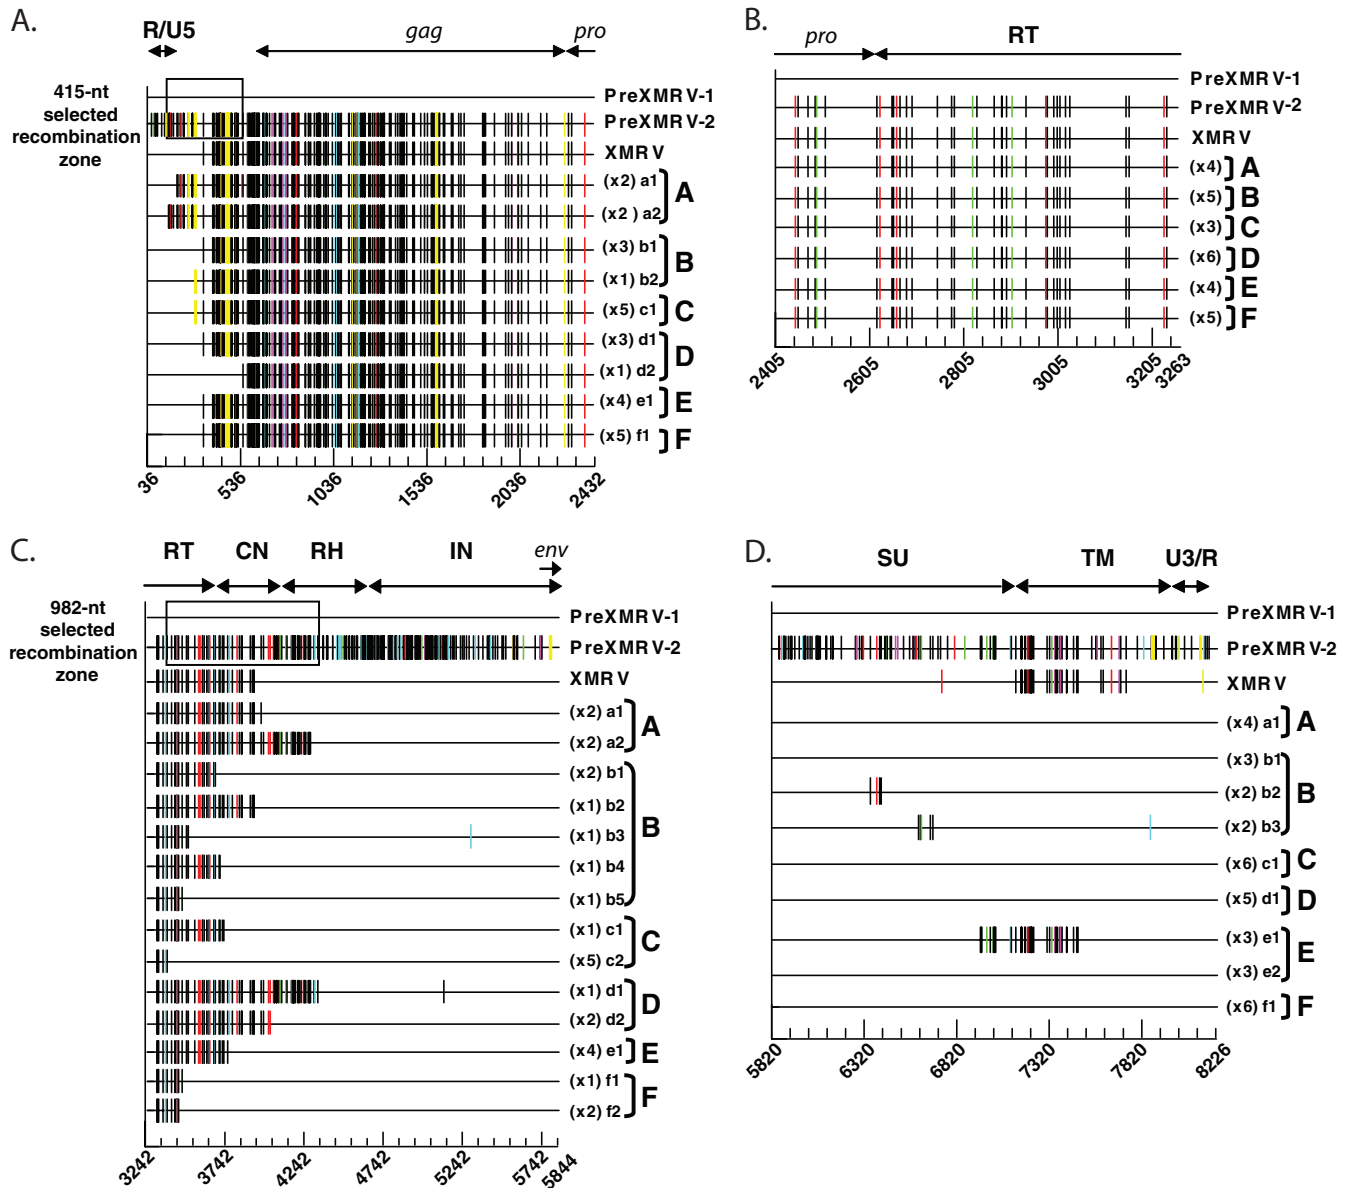 A.
R/U5
gag
pro
415-nt
selected
recombination
zone
PreXMRV-1
PreXMRV-2
XMRV
(x2) a1
(x2 ) a2
A
(x3) b1
(x1) b2
B
(x5) c1
C
(x3) d1
(x1) d2
D
(x4) e1
E
(x5) f1
F
36
536
1036
1536
2036
2432
B.
pro
RT
PreXMRV-1
PreXMRV-2
XMRV
(x4) A
(x5) B
(x3) C
(x6) D
(x4) E
(x5) F
2405
2605
2805
3005
3205
3263
C.
RT
CN
RH
IN
env
982-nt
selected
recombination
zone
PreXMRV-1
PreXMRV-2
XMRV
(x2) a1
(x2) a2
A
(x2) b1
(x1) b2
(x1) b3
(x1) b4
(x1) b5
B
(x1) c1
(x5) c2
C
(x1) d1
(x2) d2
D
(x4) e1
E
(x1) f1
(x2) f2
F
3242
3742
4242
4742
5242
5742
5844
D.
SU
TM
U3/R
PreXMRV-1
PreXMRV-2
XMRV
(x4) a1
A
(x3) b1
(x2) b2
(x2) b3
B
(x6) c1
C
(x5) d1
D
(x3) e1
(x3) e2
E
(x6) f1
F
5820
6320
6820
7320
7820
8226